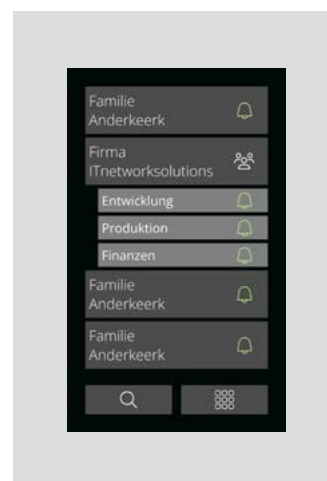 Familie
Anderkeerk
Firma
ITnetworksolutions
Entwicklung
Produktion
Finanzen
Familie
Anderkeerk
Familie
Anderkeerk